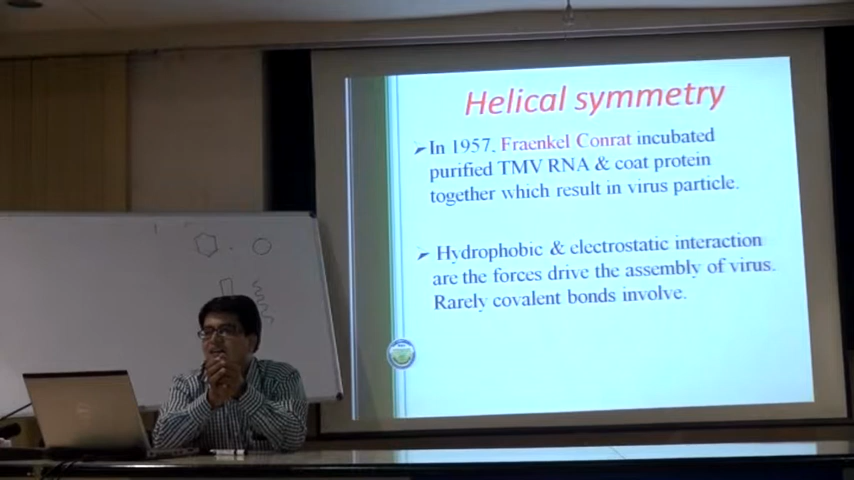 Helical symmetry
➢In 1957, Fraenkel Conrat incubated
purified TMV RNA & coat protein
together which result in virus particle.
➢Hydrophobic & electrostatic interaction
are the forces drive the assembly of virus.
Rarely covalent bonds involve.